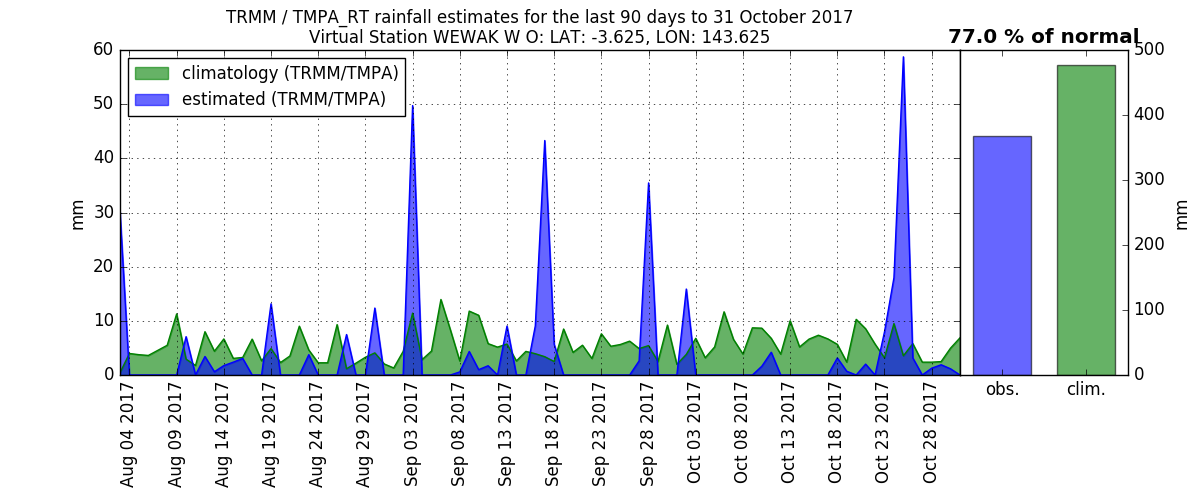 TRMM / TMPA_RT rainfall estimates for the last 90 days to 31 October 2017
Virtual Station WEWAK W O: LAT: -3.625, LON: 143.625
77.0 % of normal
climatology (TRMM/TMPA)
estimated (TRMM/TMPA)
60
50
40
30
20
10
0
mm
500
400
300
200
100
0
mm
Aug 04 2017
Aug 09 2017
Aug 14 2017
Aug 19 2017
Aug 24 2017
Aug 29 2017
Sep 03 2017
Sep 08 2017
Sep 13 2017
Sep 18 2017
Sep 23 2017
Sep 28 2017
Oct 03 2017
Oct 08 2017
Oct 13 2017
Oct 18 2017
Oct 23 2017
Oct 28 2017
obs.
clim.